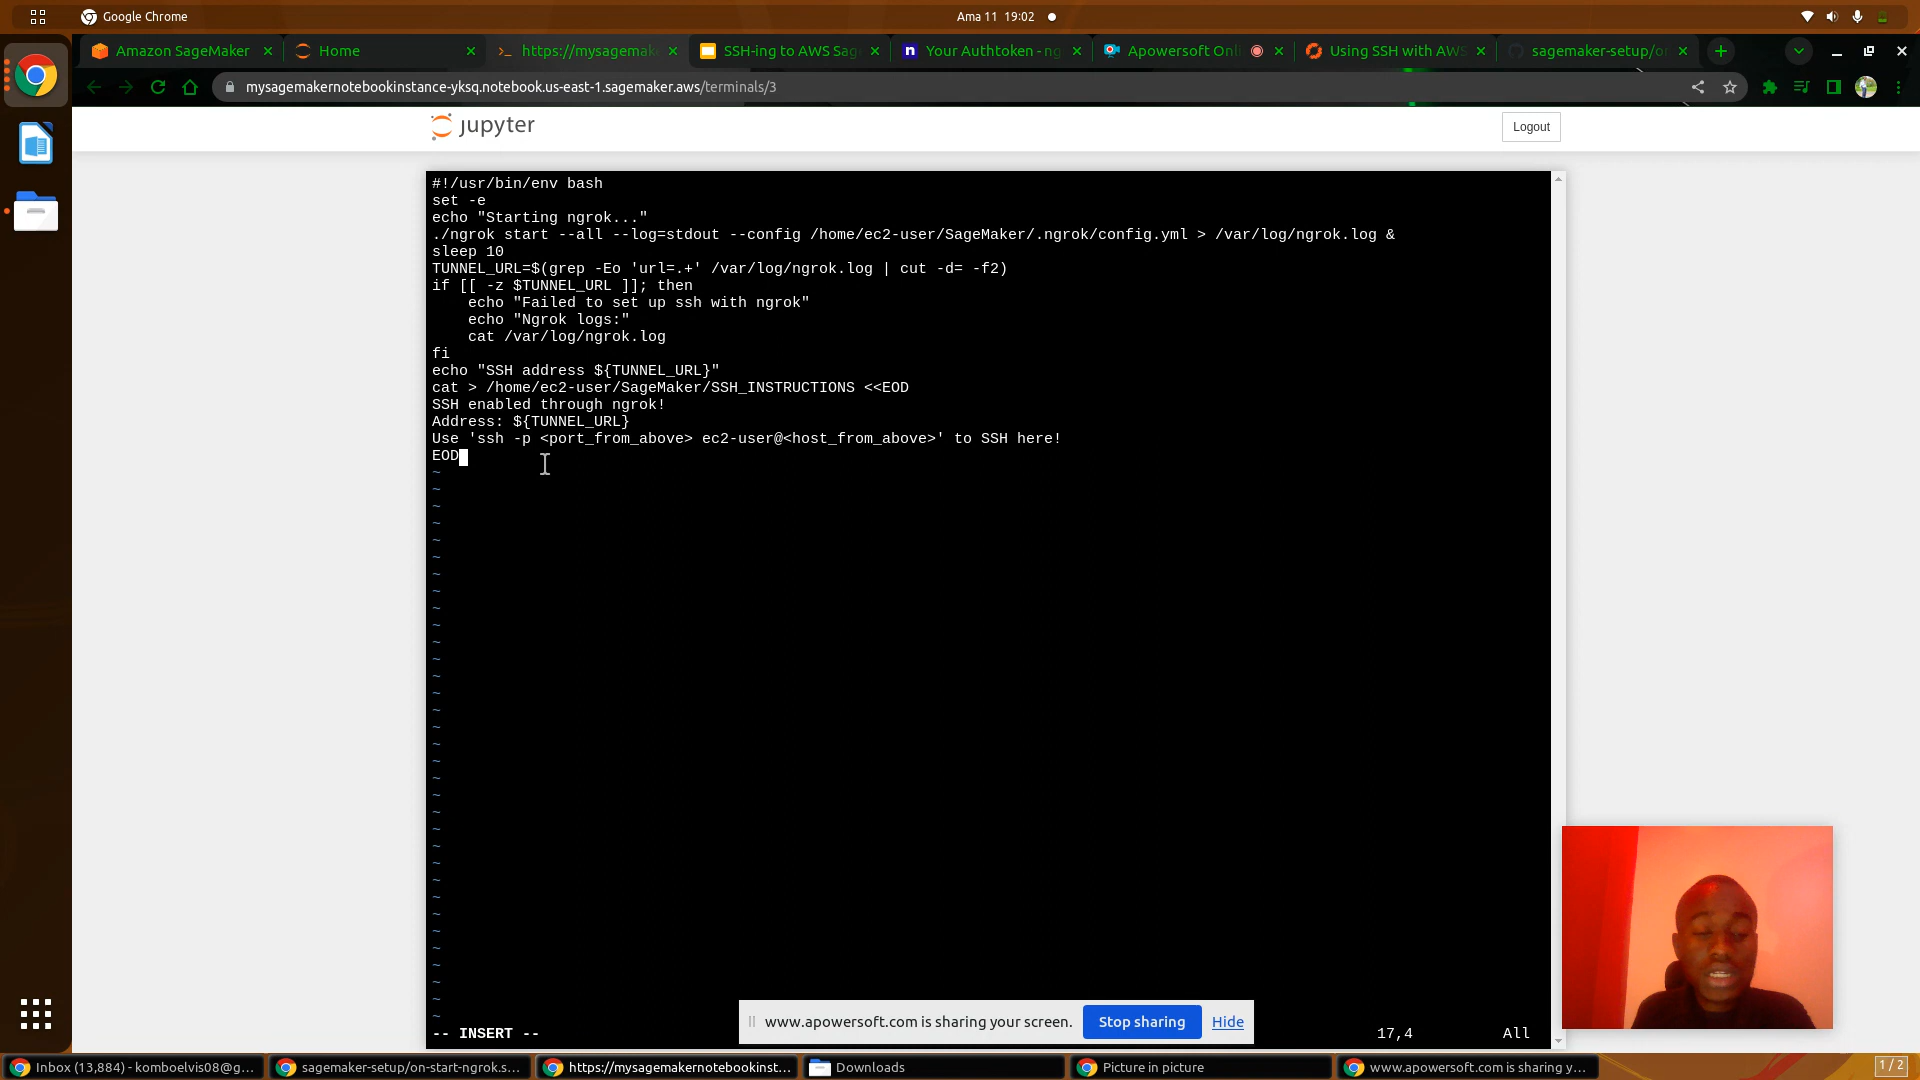 Google Chrome
Ama 11 19:02
Amazon SageMaker
Home
https://mysagemak
SSH-ing to AWS Sag
Your Authtoken - ng
Apowersoft Onl
Using SSH with AWS
sagemaker-setup/or
mysagemakernotebookinstance-yksq.notebook.us-east-1.sagemaker.aws/terminals/3
jupyter
Logout
#!/usr/bin/env bash
set -e
echo "Starting ngrok..."
./ngrok start --all --log=stdout --config /home/ec2-user/SageMaker/.ngrok/config.yml > /var/log/ngrok.log &
sleep 10
TUNNEL_URL=$(grep -Eo 'url=.+' /var/log/ngrok.log | cut -d= -f2)
if [[ -z $TUNNEL_URL ]]; then
    echo "Failed to set up ssh with ngrok"
    echo "Ngrok logs:"
    cat /var/log/ngrok.log
fi
echo "SSH address ${TUNNEL_URL}"
cat > /home/ec2-user/SageMaker/SSH_INSTRUCTIONS <<EOD
SSH enabled through ngrok!
Address: ${TUNNEL_URL}
Use 'ssh -p <port_from_above> ec2-user@<host_from_above>' to SSH here!
EOD
-- INSERT --
17,4
All
www.apowersoft.com is sharing your screen.
Stop sharing
Hide
Inbox (13,884) - komboelvis08@g...
sagemaker-setup/on-start-ngrok.s...
https://mysagemakernotebookinst...
Downloads
Picture in picture
www.apowersoft.com is sharing y...
1 / 2